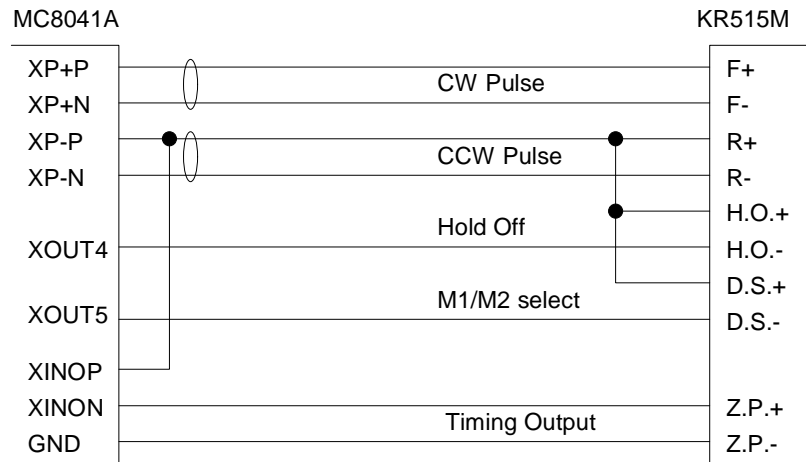 MC8041A KR515M
XP+P F+
CW Pulse
XP+N F-
XP-P R+
CCW Pulse
XP-N R-
H.O.+
Hold Off
XOUT4 H.O.-
D.S.+
M1/M2 select
XOUT5 D.S.-
XINOP
XINON Z.P.+
Timing Output
GND Z.P.-